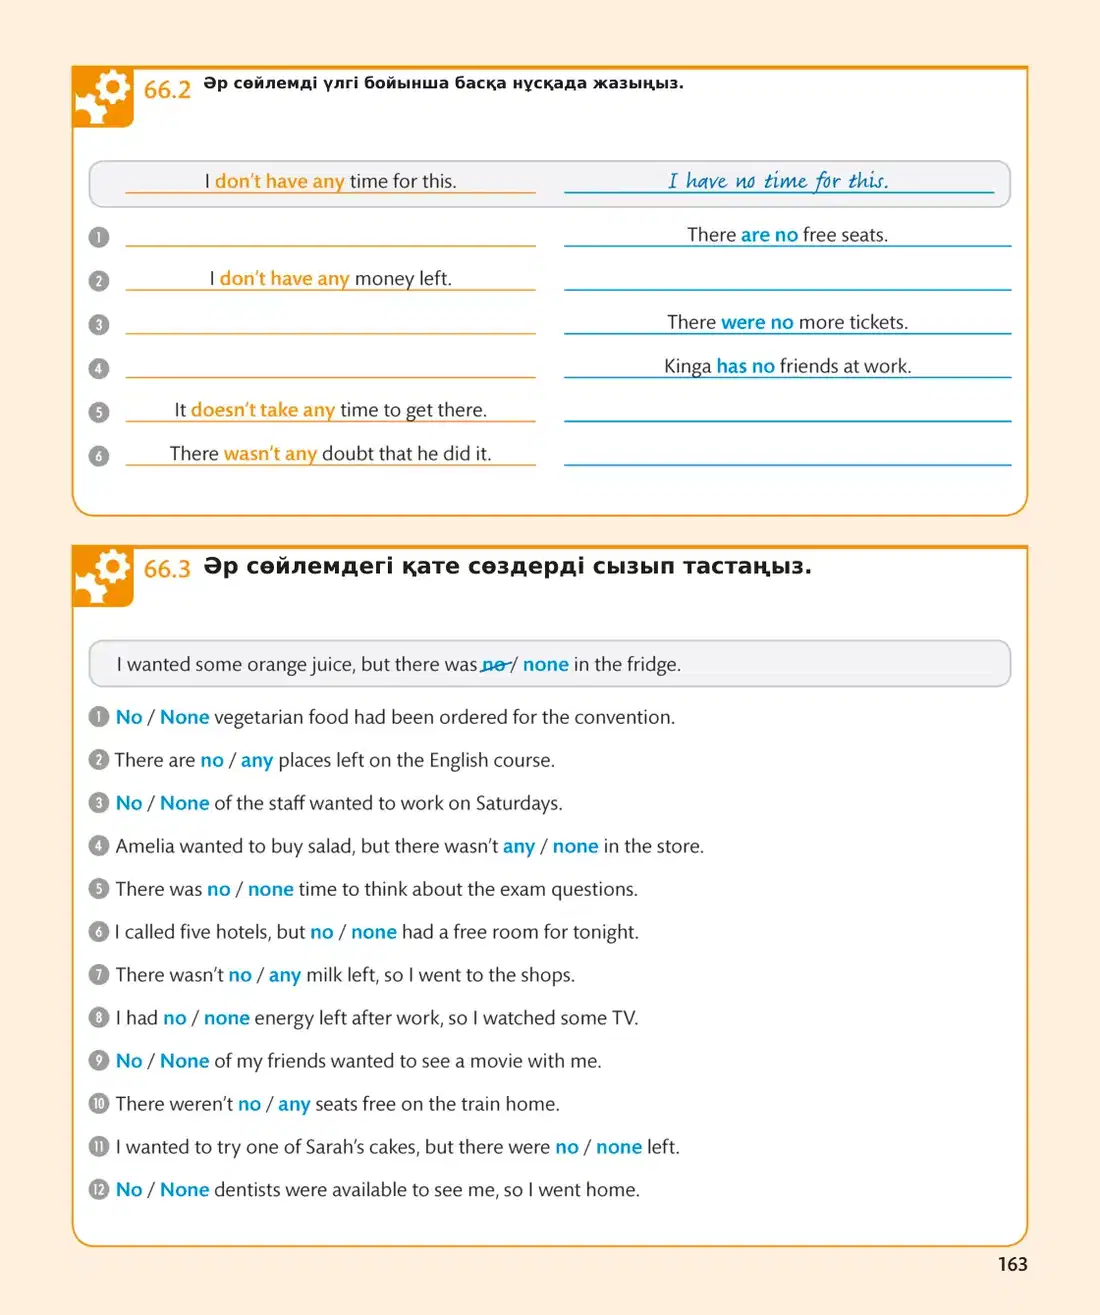 66.2 Әр сөйлемді үлгі бойынша басқа нұсқада жазыңыз.
I don't have any time for this. I have no time for this.
1 There are no free seats.
2 I don't have any money left.
3 There were no more tickets.
4 Kinga has no friends at work.
5 It doesn't take any time to get there.
6 There wasn't any doubt that he did it.
66.3 Әр сөйлемдегі қате сөздерді сызып тастаңыз.
I wanted some orange juice, but there was no / none in the fridge.
1 No / None vegetarian food had been ordered for the convention.
2 There are no / any places left on the English course.
3 No / None of the staff wanted to work on Saturdays.
4 Amelia wanted to buy salad, but there wasn't any / none in the store.
5 There was no / none time to think about the exam questions.
6 I called five hotels, but no / none had a free room for tonight.
7 There wasn't no / any milk left, so I went to the shops.
8 I had no / none energy left after work, so I watched some TV.
9 No / None of my friends wanted to see a movie with me.
10 There weren't no / any seats free on the train home.
11 I wanted to try one of Sarah's cakes, but there were no / none left.
12 No / None dentists were available to see me, so I went home.
163